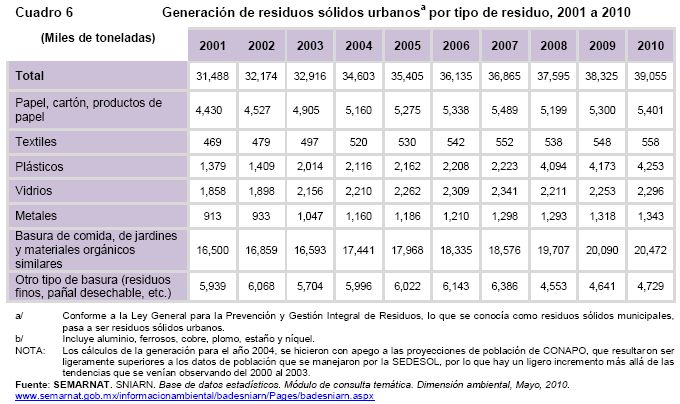 Cuadro 6 Generación de residuos sólidos urbanosᵃ por tipo de residuo, 2001 a 2010
(Miles de toneladas) 2001 2002 2003 2004 2005 2006 2007 2008 2009 2010
Total 31,488 32,174 32,916 34,603 35,405 36,135 36,865 37,595 38,325 39,055
Papel, cartón, productos de
papel 4,430 4,527 4,905 5,160 5,275 5,338 5,489 5,199 5,300 5,401
Textiles 469 479 497 520 530 542 552 538 548 558
Plásticos 1,379 1,409 2,014 2,116 2,162 2,208 2,223 4,094 4,173 4,253
Vidrios 1,858 1,898 2,156 2,210 2,262 2,309 2,341 2,211 2,253 2,296
Metales 913 933 1,047 1,160 1,186 1,210 1,298 1,293 1,318 1,343
Basura de comida, de jardines
y materiales orgánicos 16,500 16,859 16,593 17,441 17,968 18,335 18,576 19,707 20,090 20,472
similares
Otro tipo de basura (residuos
finos, pañal desechable, etc.) 5,939 6,068 5,704 5,996 6,022 6,143 6,386 4,553 4,641 4,729
a/ Conforme a la Ley General para la Prevención y Gestión Integral de Residuos, lo que se conocía como residuos sólidos municipales,
pasa a ser residuos sólidos urbanos.
b/ Incluye aluminio, ferrosos, cobre, plomo, estaño y níquel.
NOTA: Los cálculos de la generación para el año 2004, se hicieron con apego a las proyecciones de población de CONAPO, que resultaron ser
ligeramente superiores a los datos de población que se manejaron por la SEDESOL, por lo que hay un ligero incremento más allá de las
tendencias que se venían observando del 2000 al 2003.
Fuente: SEMARNAT. SNIARN. Base de datos estadísticos. Módulo de consulta temática. Dimensión ambiental, Mayo, 2010.
www.semarnat.gob.mx/informacionambiental/badesniarn/Pages/badesniarn.aspx